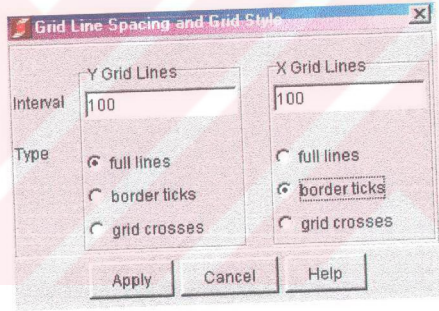 Grid Line Spacing and Grid Style
Y Grid Lines X Grid Lines
Interval 100 100
Type full lines full lines
border ticks border ticks
grid crosses grid crosses
Apply Cancel Help